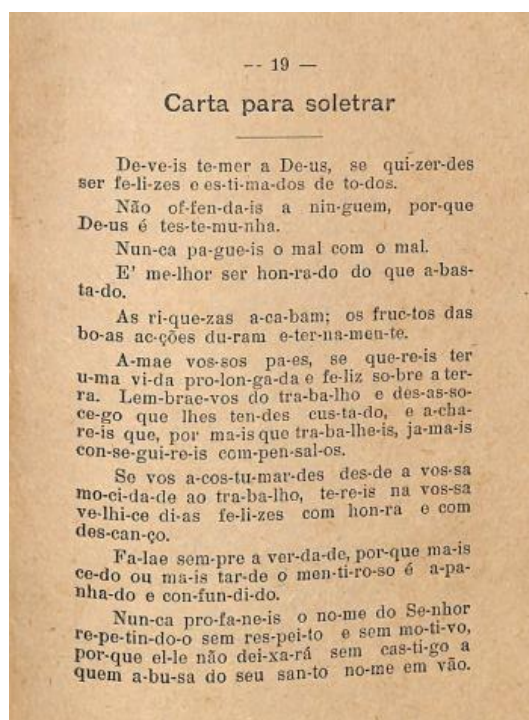 -- 19 —
Carta para soletrar
De-ve-is te-mer a De-us, se qui-zer-des
ser fe-li-zes e es-ti-ma-dos de to-dos.
Não of-fen-da-is a nin-guem, por-que
De-us é tes-te-mu-nha.
Nun-ca pa-gue-is o mal com o mal.
E' me-lhor ser hon-ra-do do que a-bas-
ta-do.
As ri-que-zas a-ca-bam; os fruc-tos das
bo-as ac-ções du-ram e-ter-na-men-te.
A-mae vos-sos pa-es, se que-re-is ter
u-ma vi-da pro-lon-ga-da e fe-liz so-bre a ter-
ra. Lem-brae-vos do tra-ba-lho e des-as-so-
ce-go que lhes ten-des cus-ta-do, e a-cha-
re-is que, por ma-is que tra-ba-lhe-is, ja-ma-is
con-se-gui-re-is com-pen-sal-os.
Se vos a-cos-tu-mar-des des-de a vos-sa
mo-ci-da-de ao tra-ba-lho, te-re-is na vos-sa
ve-lhi-ce di-as fe-li-zes com hon-ra e com
des-can-ço.
Fa-lae sem-pre a ver-da-de, por-que ma-is
ce-do ou ma-is tar-de o men-ti-ro-so é a-pa-
nha-do e con-fun-di-do.
Nun-ca pro-fa-ne-is o no-me do Se-nhor
re-pe-tin-do-o sem res-pei-to e sem mo-ti-vo,
por-que el-le não dei-xa-rá sem cas-ti-go a
quem a-bu-sa do seu san-to no-me em vão.